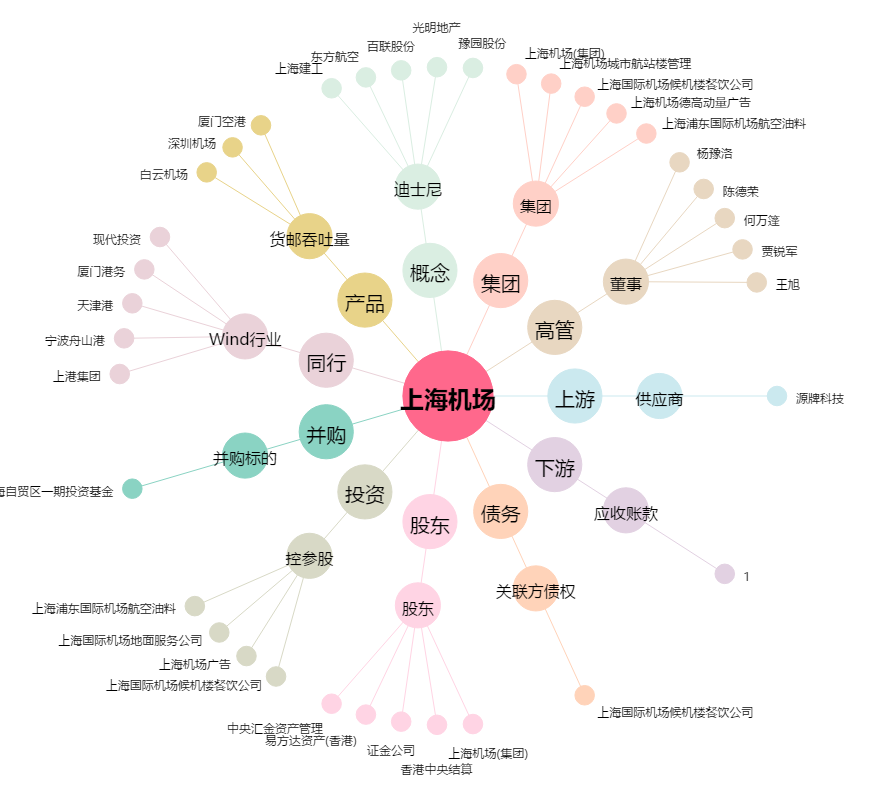 光明地产
豫园股份
百联股份
东方航空
上海建工
上海机场(集团)
上海机场城市航站楼管理
上海国际机场候机楼餐饮公司
上海机场德高动量广告
上海浦东国际机场航空油料
厦门空港
深圳机场
白云机场
杨豫洛
陈德荣
何万篷
贾锐军
王旭
迪士尼
集团
货邮吞吐量
概念
集团
董事
产品
高管
现代投资
厦门港务
天津港
宁波舟山港
上港集团
Wind行业
同行
上海机场
上游
供应商
源牌科技
并购
并购标的
海自贸区一期投资基金
下游
应收账款
1
投资
控参股
股东
债务
关联方债权
股东
上海浦东国际机场航空油料
上海国际机场地面服务公司
上海机场广告
上海国际机场候机楼餐饮公司
中央汇金资产管理
易方达资产(香港)
证金公司
香港中央结算
上海机场(集团)
上海国际机场候机楼餐饮公司